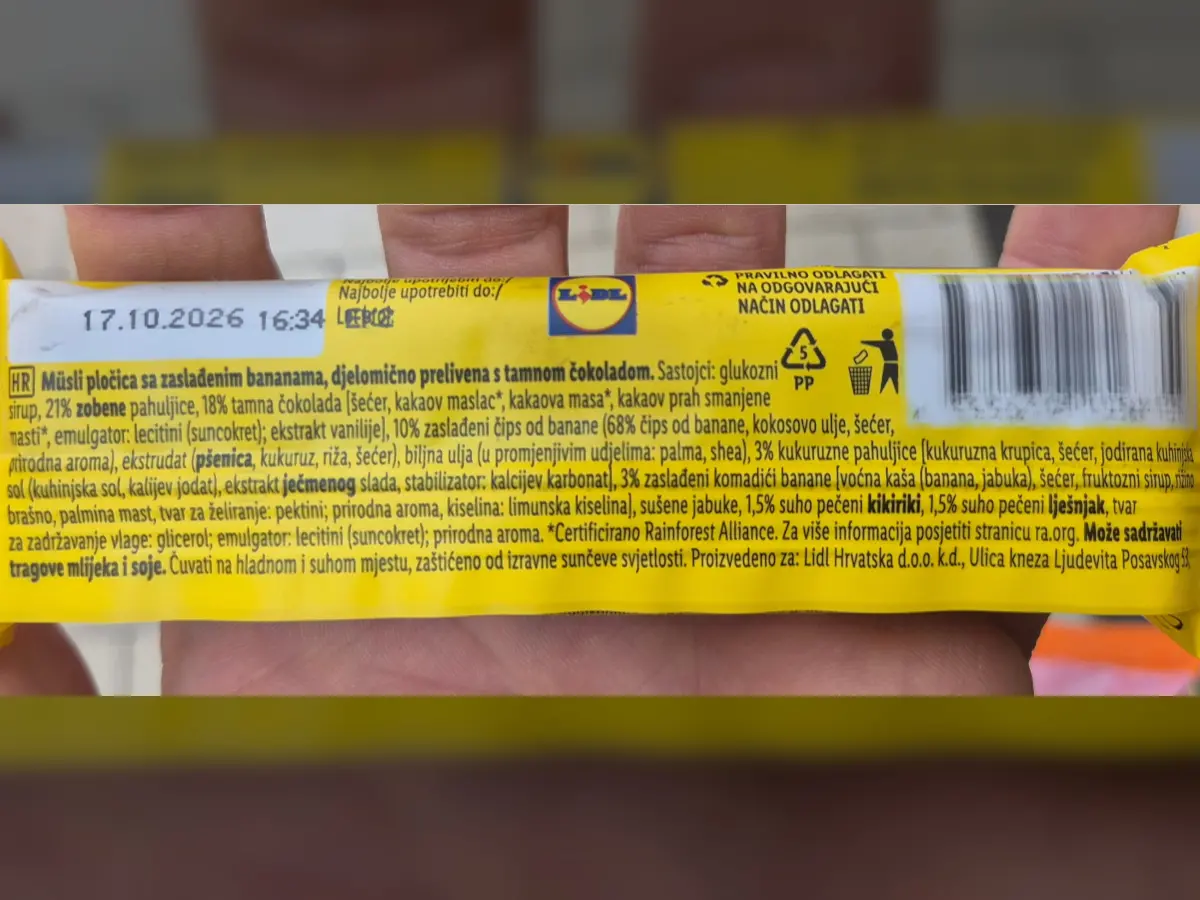 Najbolje upotrijebiti do:/
Najbolje upotrebiti do:/
17.10.2026 16:34
LIDL
PRAVILNO ODLAGATI
NA ODGOVARAJUĆI
NAČIN ODLAGATI
5
PP
HR Müsli pločica sa zaslađenim bananama, djelomično prelivena s tamnom čokoladom. Sastojci: glukozni
sirup, 21% zobene pahuljice, 18% tamna čokolada [šećer, kakaov maslac*, kakaova masa*, kakaov prah smanjene
masti*, emulgator: lecitini (suncokret); ekstrakt vanilije], 10% zaslađeni čips od banane (68% čips od banane, kokosovo ulje, šećer,
prirodna aroma), ekstrudat (pšenica, kukuruz, riža, šećer), biljna ulja (u promjenjivim udjelima: palma, shea), 3% kukuruzne pahuljice [kukuruzna krupica, šećer, jodirana kuhinjska
sol (kuhinjska sol, kalijev jodat), ekstrakt ječmenog slada, stabilizator: kalcijev karbonat], 3% zaslađeni komadići banane [voćna kaša (banana, jabuka), šećer, fruktozni sirup, rižino
brašno, palmina mast, tvar za želiranje: pektini; prirodna aroma, kiselina: limunska kiselina], sušene jabuke, 1,5% suho pečeni kikiriki, 1,5% suho pečeni lješnjak, tvar
za zadržavanje vlage: glicerol; emulgator: lecitini (suncokret); prirodna aroma. *Certificirano Rainforest Alliance. Za više informacija posjetiti stranicu ra.org. Može sadržavati
tragove mlijeka i soje. Čuvati na hladnom i suhom mjestu, zaštićeno od izravne sunčeve svjetlosti. Proizvedeno za: Lidl Hrvatska d.o.o. k.d., Ulica kneza Ljudevita Posavskog 53,